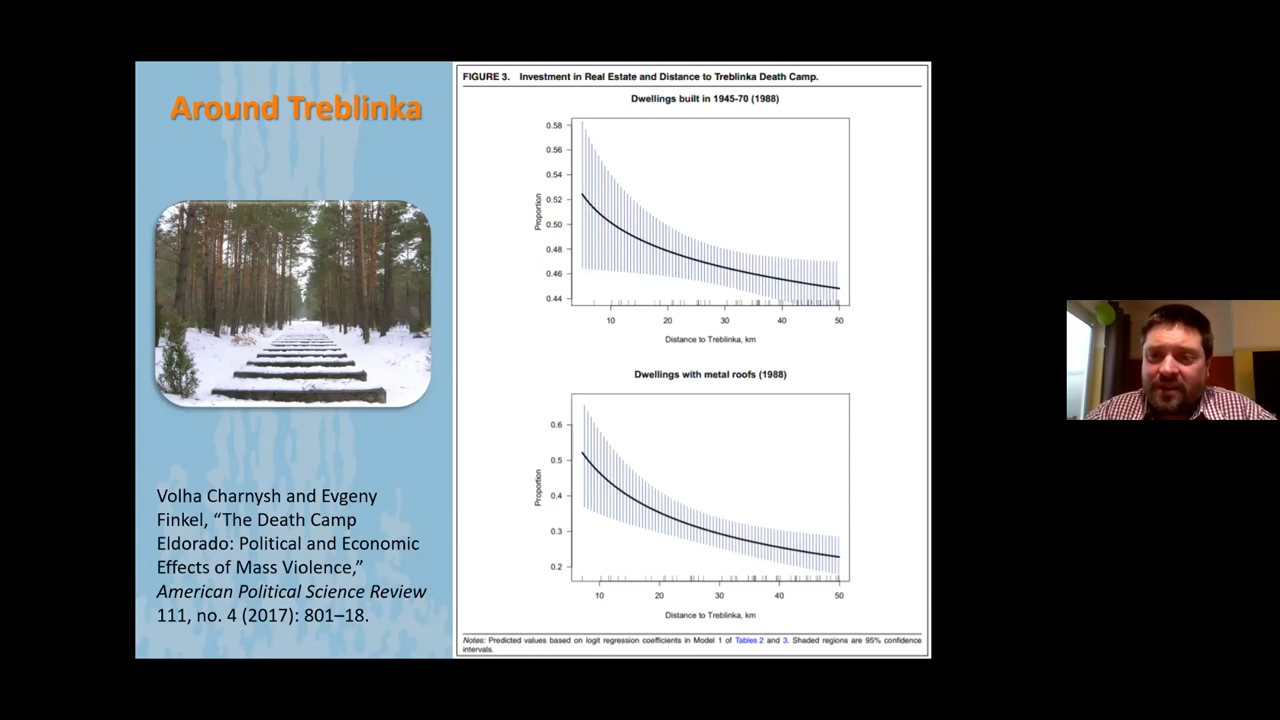 Around Treblinka
Volha Charnysh and Evgeny
Finkel, “The Death Camp
Eldorado: Political and Economic
Effects of Mass Violence,”
American Political Science Review
111, no. 4 (2017): 801–18.
FIGURE 3. Investment in Real Estate and Distance to Treblinka Death Camp.
Dwellings built in 1945-70 (1988)
0.58
0.56
0.54
0.52
0.50
0.48
0.46
0.44
Proportion
10 20 30 40 50
Distance to Treblinka, km
Dwellings with metal roofs (1988)
0.6
0.5
0.4
0.3
0.2
Proportion
10 20 30 40 50
Distance to Treblinka, km
Notes: Predicted values based on logit regression coefficients in Model 1 of Tables 2 and 3. Shaded regions are 95% confidence
intervals.